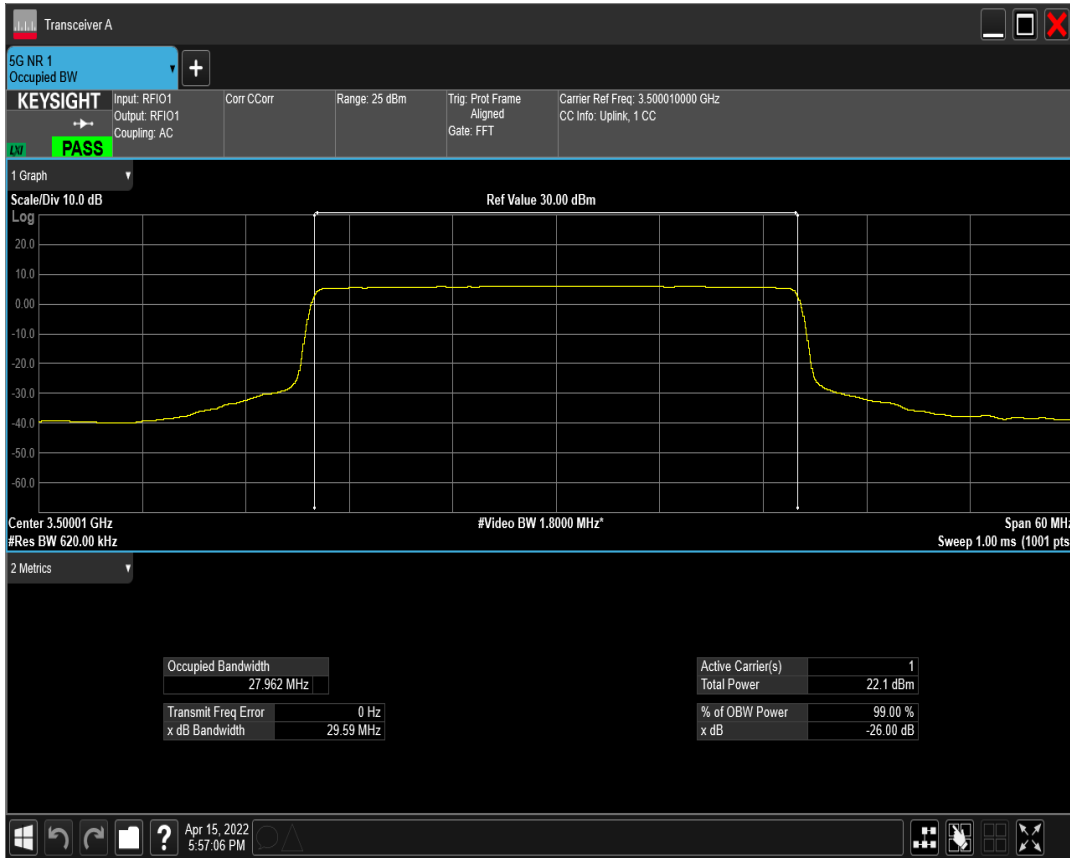 Transceiver A
5G NR 1
Occupied BW
+
KEYSIGHT
LXI
PASS
Input: RFIO1
Output: RFIO1
Coupling: AC
Corr CCorr
Range: 25 dBm
Trig: Prot Frame
Aligned
Gate: FFT
Carrier Ref Freq: 3.500010000 GHz
CC Info: Uplink, 1 CC
1 Graph
Scale/Div 10.0 dB
Ref Value 30.00 dBm
Log
20.0
10.0
0.00
-10.0
-20.0
-30.0
-40.0
-50.0
-60.0
Center 3.50001 GHz
#Video BW 1.8000 MHz*
Span 60 MHz
#Res BW 620.00 kHz
Sweep 1.00 ms (1001 pts
2 Metrics
Occupied Bandwidth
27.962 MHz
Transmit Freq Error 0 Hz
x dB Bandwidth 29.59 MHz
Active Carrier(s) 1
Total Power 22.1 dBm
% of OBW Power 99.00 %
x dB -26.00 dB
?
Apr 15, 2022
5:57:06 PM